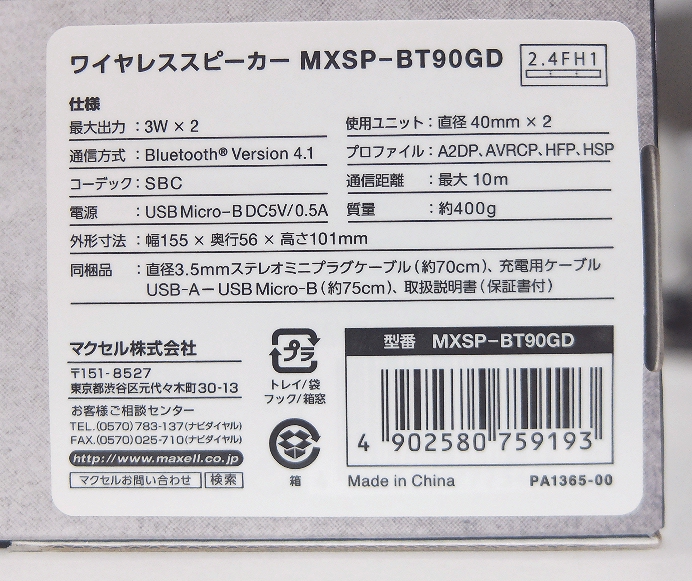 ワイヤレススピーカー MXSP-BT90GD
2.4FH1
仕様
最大出力：3W × 2
使用ユニット：直径 40mm × 2
通信方式：Bluetooth® Version 4.1
プロファイル：A2DP、AVRCP、HFP、HSP
コーデック：SBC
通信距離：最大 10m
電源：USB Micro-B DC5V/0.5A
質量：約400g
外形寸法：幅155 × 奥行56 × 高さ101mm
同梱品：直径3.5mmステレオミニプラグケーブル（約70cm）、充電用ケーブル
USB-A－USB Micro-B（約75cm）、取扱説明書（保証書付）
マクセル株式会社
〒151-8527
東京都渋谷区元代々木町30-13
お客様ご相談センター
TEL.(0570)783-137(ナビダイヤル)
FAX.(0570)025-710(ナビダイヤル)
http://www.maxell.co.jp
マクセルお問い合わせ 検索
プラ
トレイ/袋
フック/箱窓
箱
型番 MXSP-BT90GD
4 902580 759193
Made in China
PA1365-00